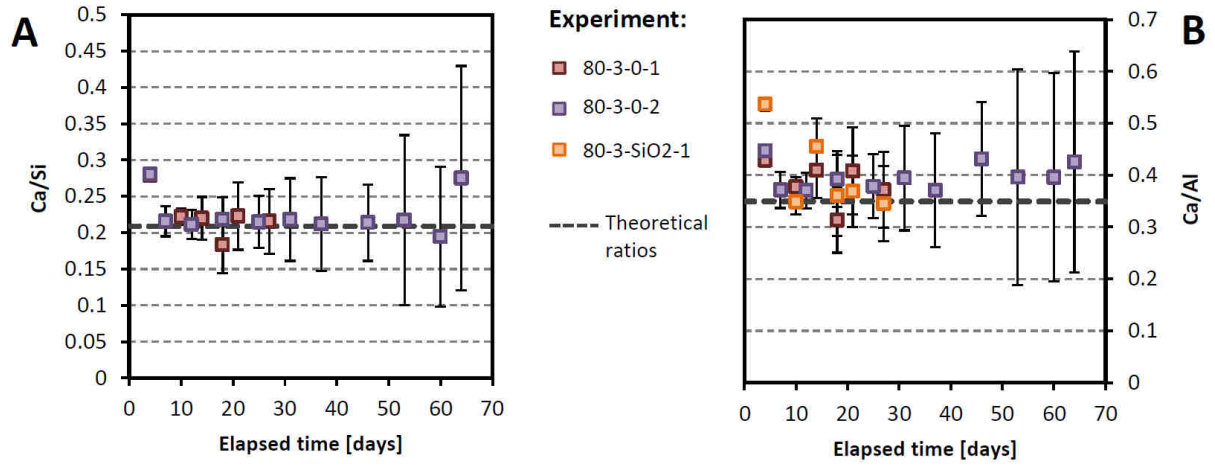 A
Ca/Si
0.5
0.45
0.4
0.35
0.3
0.25
0.2
0.15
0.1
0.05
0
0 10 20 30 40 50 60 70
Elapsed time [days]
Experiment:
80-3-0-1
80-3-0-2
80-3-SiO2-1
Theoretical
ratios
B
0.7
0.6
0.5
0.4
0.3
0.2
0.1
0
Ca/Al
0 10 20 30 40 50 60 70
Elapsed time [days]